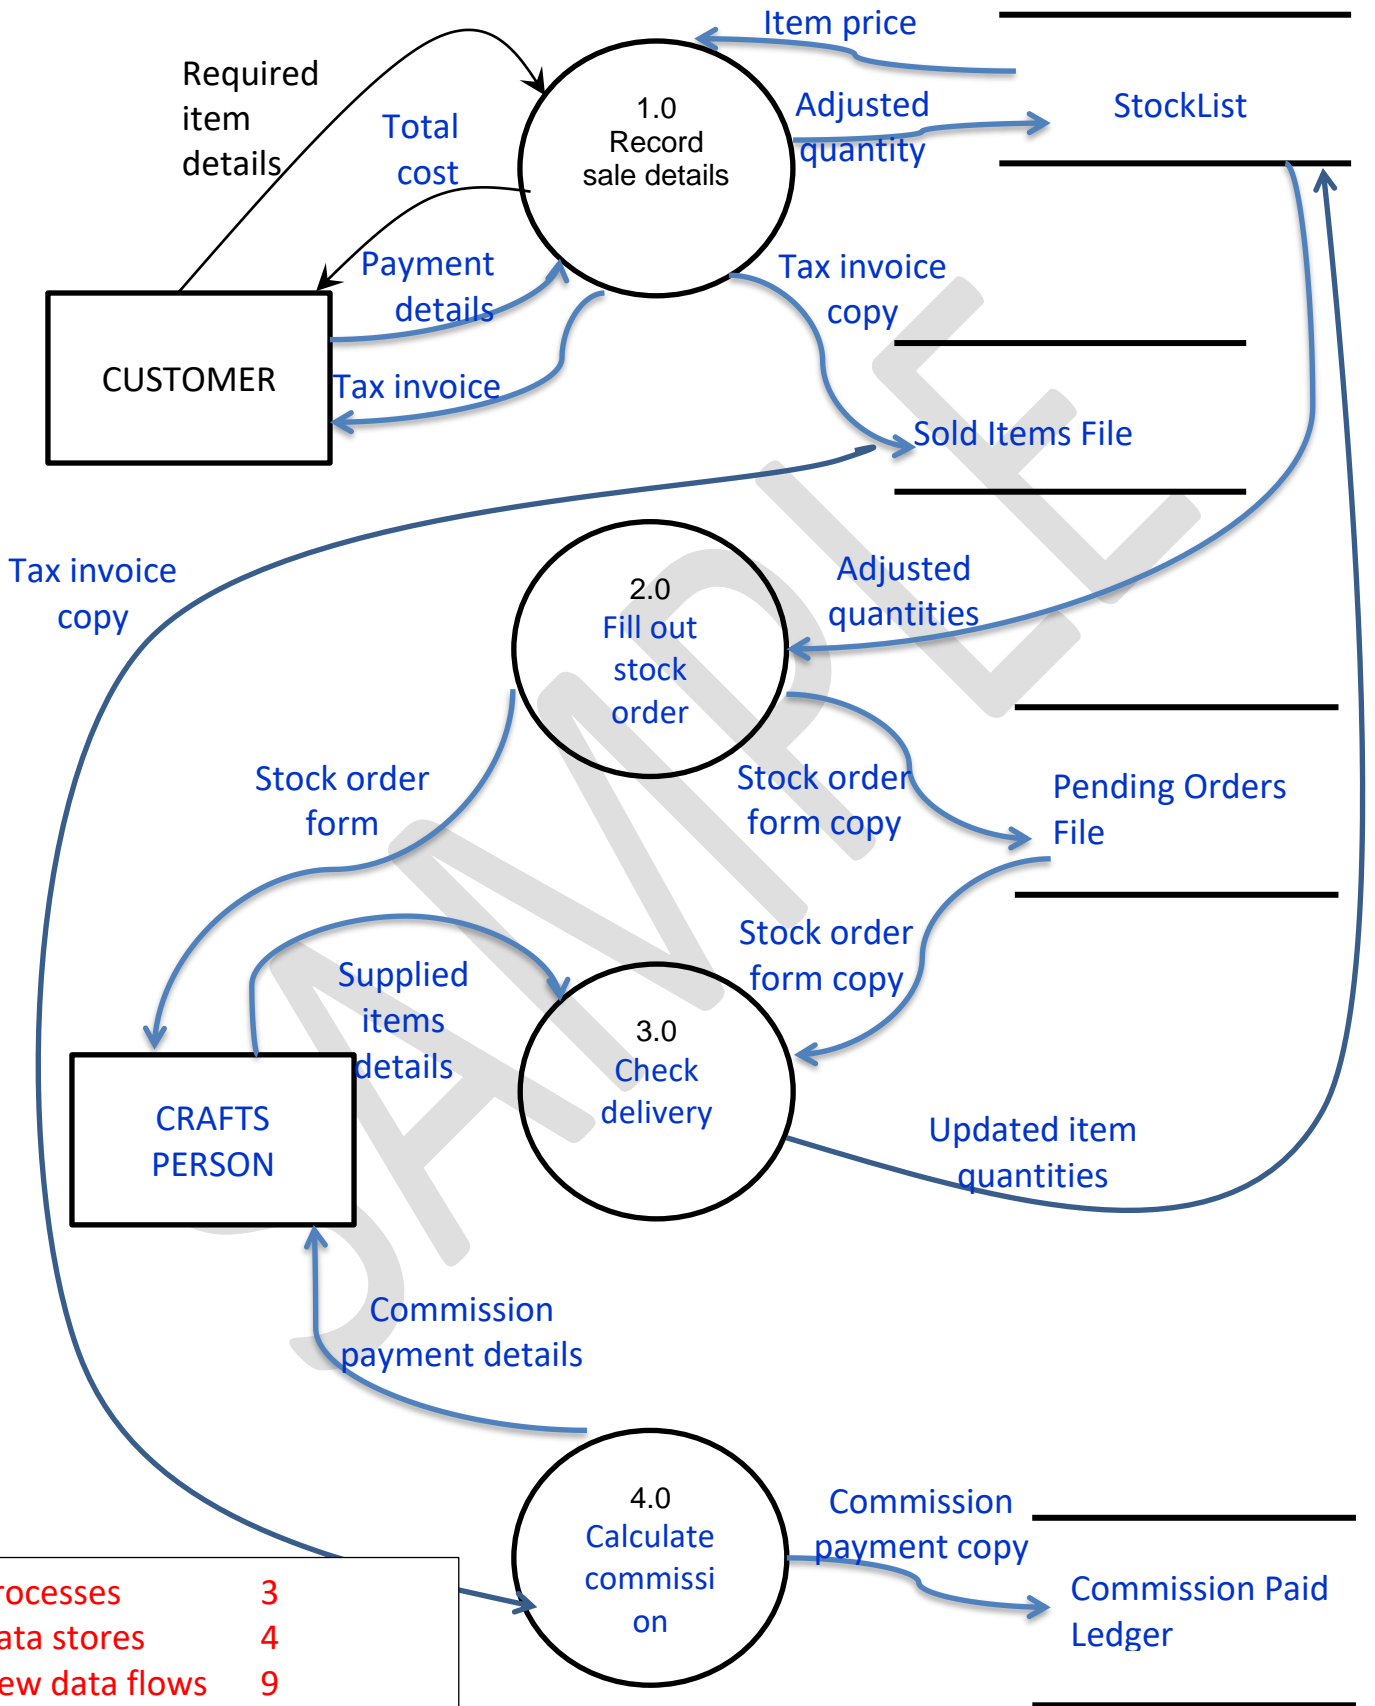 Item price
Required
item
details
Total
cost
1.0
Record
sale details
Adjusted
quantity
StockList
Payment
details
Tax invoice
copy
CUSTOMER
Tax invoice
Sold Items File
Tax invoice
copy
2.0
Fill out
stock
order
Adjusted
quantities
Stock order
form
Stock order
form copy
Pending Orders
File
Stock order
form copy
Supplied
items
details
3.0
Check
delivery
CRAFTS
PERSON
Updated item
quantities
Commission
payment details
4.0
Calculate
commissi
on
Commission
payment copy
Commission Paid
Ledger
rocesses 3
ata stores 4
ew data flows 9
SAMPLE